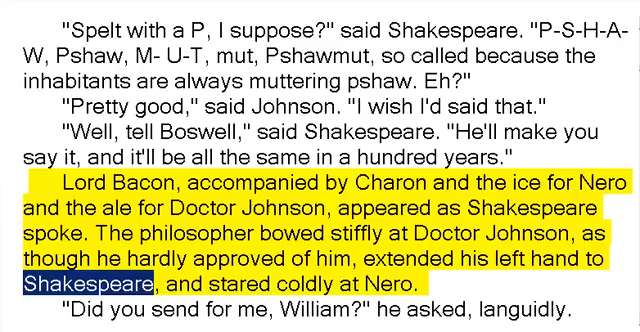 "Spelt with a P, I suppose?" said Shakespeare. "P-S-H-A-
W, Pshaw, M- U-T, mut, Pshawmut, so called because the
inhabitants are always muttering pshaw. Eh?"
"Pretty good," said Johnson. "I wish I'd said that."
"Well, tell Boswell," said Shakespeare. "He'll make you
say it, and it'll be all the same in a hundred years."
Lord Bacon, accompanied by Charon and the ice for Nero
and the ale for Doctor Johnson, appeared as Shakespeare
spoke. The philosopher bowed stiffly at Doctor Johnson, as
though he hardly approved of him, extended his left hand to
Shakespeare, and stared coldly at Nero.
"Did you send for me, William?" he asked, languidly.